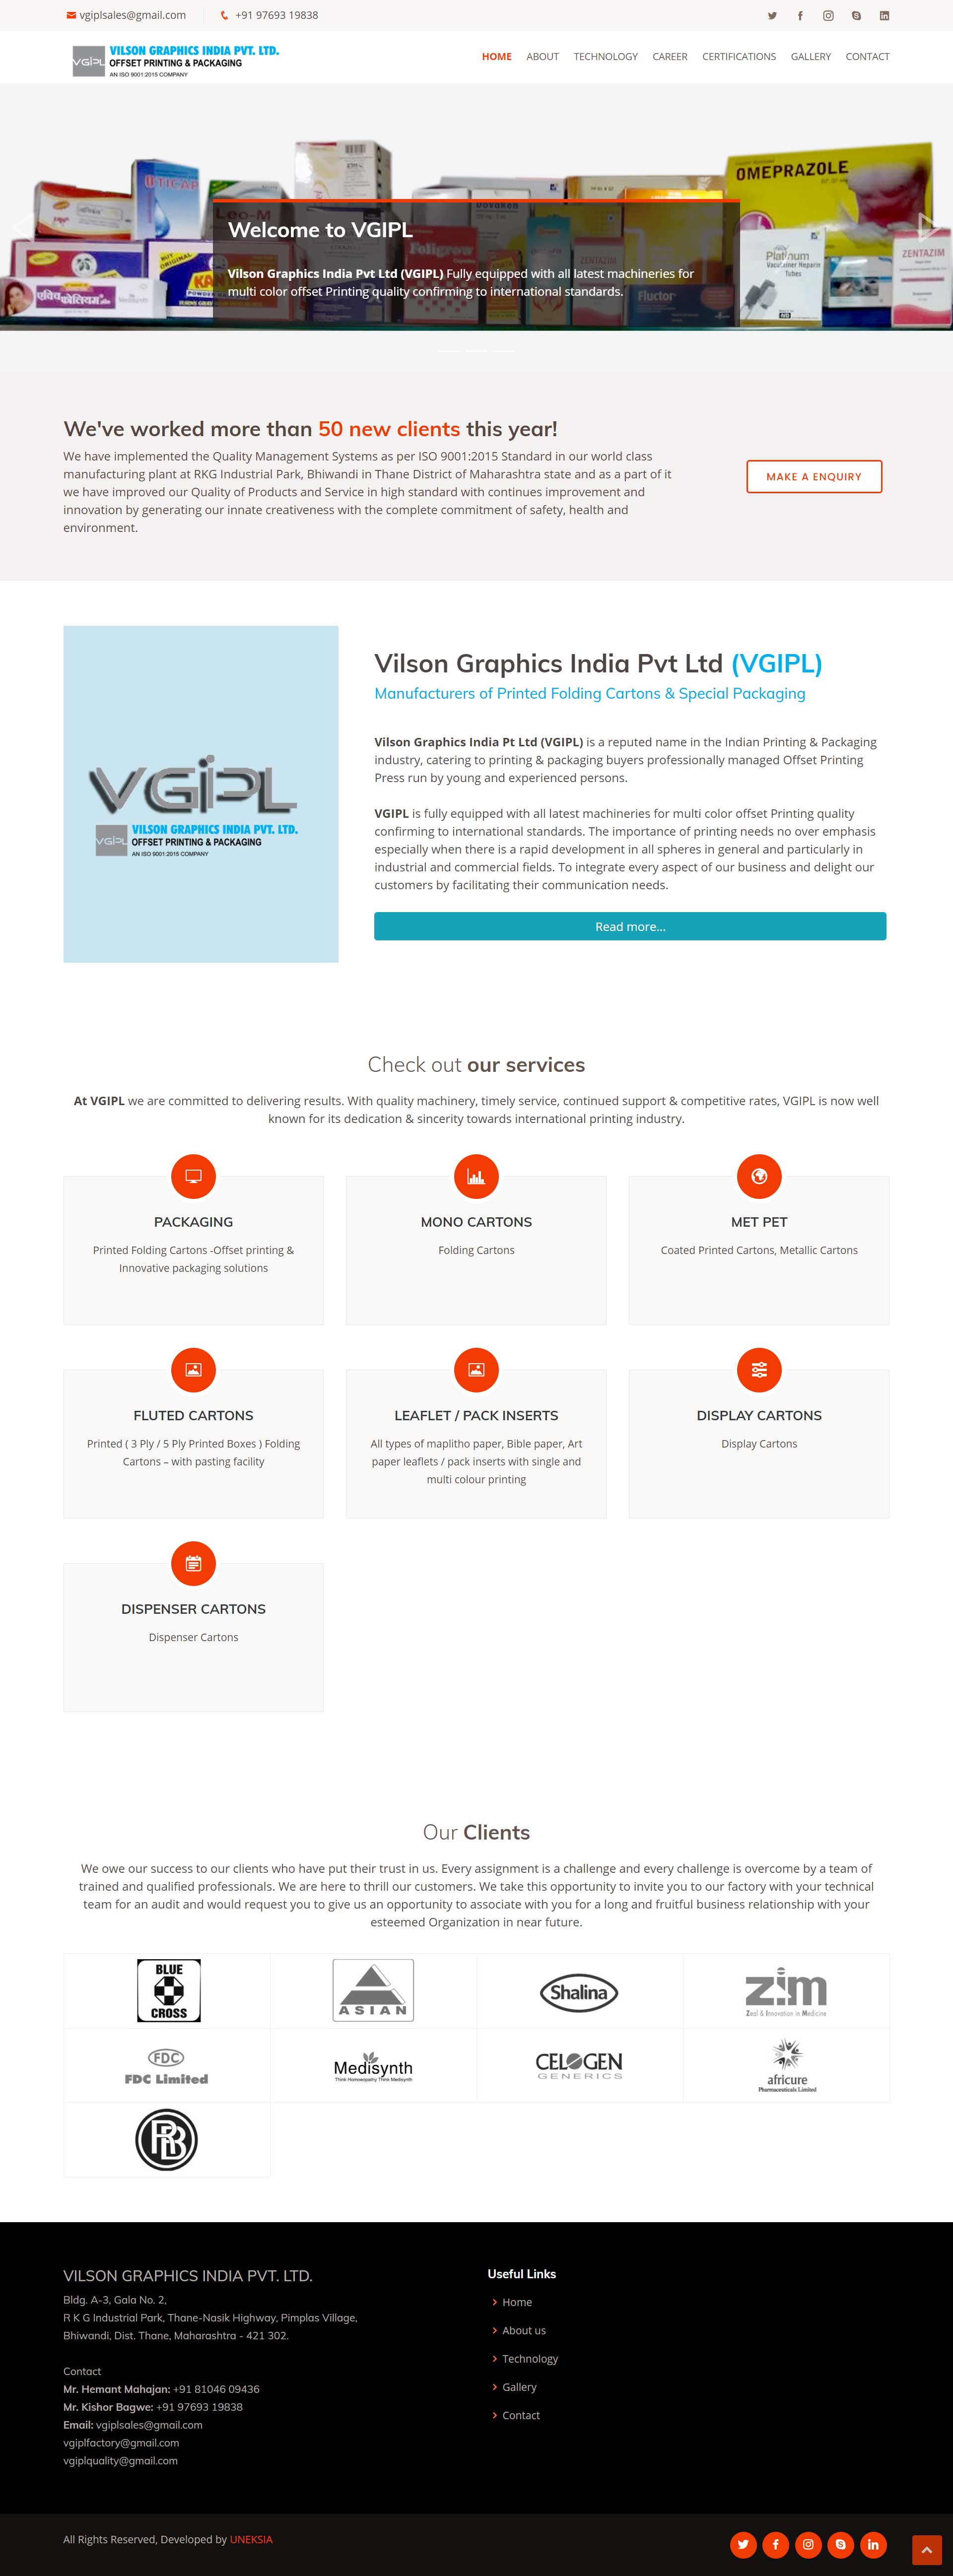 vgiplsales@gmail.com
+91 97693 19838
VGiPL
VILSON GRAPHICS INDIA PVT. LTD.
OFFSET PRINTING & PACKAGING
AN ISO 9001:2015 COMPANY
HOME ABOUT TECHNOLOGY CAREER CERTIFICATIONS GALLERY CONTACT
OMEPRAZOLE
Leo-M
Foligrow
Platinum
Vacutainer Heparin
Tubes
ZENTAZIM
Fluctor
Welcome to VGIPL
Vilson Graphics India Pvt Ltd (VGIPL) Fully equipped with all latest machineries for
multi color offset Printing quality confirming to international standards.
We've worked more than 50 new clients this year!
We have implemented the Quality Management Systems as per ISO 9001:2015 Standard in our world class
manufacturing plant at RKG Industrial Park, Bhiwandi in Thane District of Maharashtra state and as a part of it
we have improved our Quality of Products and Service in high standard with continues improvement and
innovation by generating our innate creativeness with the complete commitment of safety, health and
environment.
MAKE A ENQUIRY
VGiPL
VGiPL
VILSON GRAPHICS INDIA PVT. LTD.
OFFSET PRINTING & PACKAGING
AN ISO 9001:2015 COMPANY
Vilson Graphics India Pvt Ltd (VGIPL)
Manufacturers of Printed Folding Cartons & Special Packaging
Vilson Graphics India Pt Ltd (VGIPL) is a reputed name in the Indian Printing & Packaging
industry, catering to printing & packaging buyers professionally managed Offset Printing
Press run by young and experienced persons.
VGIPL is fully equipped with all latest machineries for multi color offset Printing quality
confirming to international standards. The importance of printing needs no over emphasis
especially when there is a rapid development in all spheres in general and particularly in
industrial and commercial fields. To integrate every aspect of our business and delight our
customers by facilitating their communication needs.
Read more...
Check out our services
At VGIPL we are committed to delivering results. With quality machinery, timely service, continued support & competitive rates, VGIPL is now well
known for its dedication & sincerity towards international printing industry.
PACKAGING
Printed Folding Cartons -Offset printing &
Innovative packaging solutions
MONO CARTONS
Folding Cartons
MET PET
Coated Printed Cartons, Metallic Cartons
FLUTED CARTONS
Printed ( 3 Ply / 5 Ply Printed Boxes ) Folding
Cartons – with pasting facility
LEAFLET / PACK INSERTS
All types of maplitho paper, Bible paper, Art
paper leaflets / pack inserts with single and
multi colour printing
DISPLAY CARTONS
Display Cartons
DISPENSER CARTONS
Dispenser Cartons
Our Clients
We owe our success to our clients who have put their trust in us. Every assignment is a challenge and every challenge is overcome by a team of
trained and qualified professionals. We are here to thrill our customers. We take this opportunity to invite you to our factory with your technical
team for an audit and would request you to give us an opportunity to associate with you for a long and fruitful business relationship with your
esteemed Organization in near future.
BLUE
CROSS
ASIAN
Shalina
zim
Zeal & Innovation in Medicine
FDC
FDC Limited
Medisynth
Think Homoeopathy Think Medisynth
CELOGEN
GENERICS
africure
Pharmaceuticals Limited
VILSON GRAPHICS INDIA PVT. LTD.
Bldg. A-3, Gala No. 2,
R K G Industrial Park, Thane-Nasik Highway, Pimplas Village,
Bhiwandi, Dist. Thane, Maharashtra - 421 302.
Contact
Mr. Hemant Mahajan: +91 81046 09436
Mr. Kishor Bagwe: +91 97693 19838
Email: vgiplsales@gmail.com
vgiplfactory@gmail.com
vgiplquality@gmail.com
Useful Links
Home
About us
Technology
Gallery
Contact
All Rights Reserved, Developed by UNEKSIA